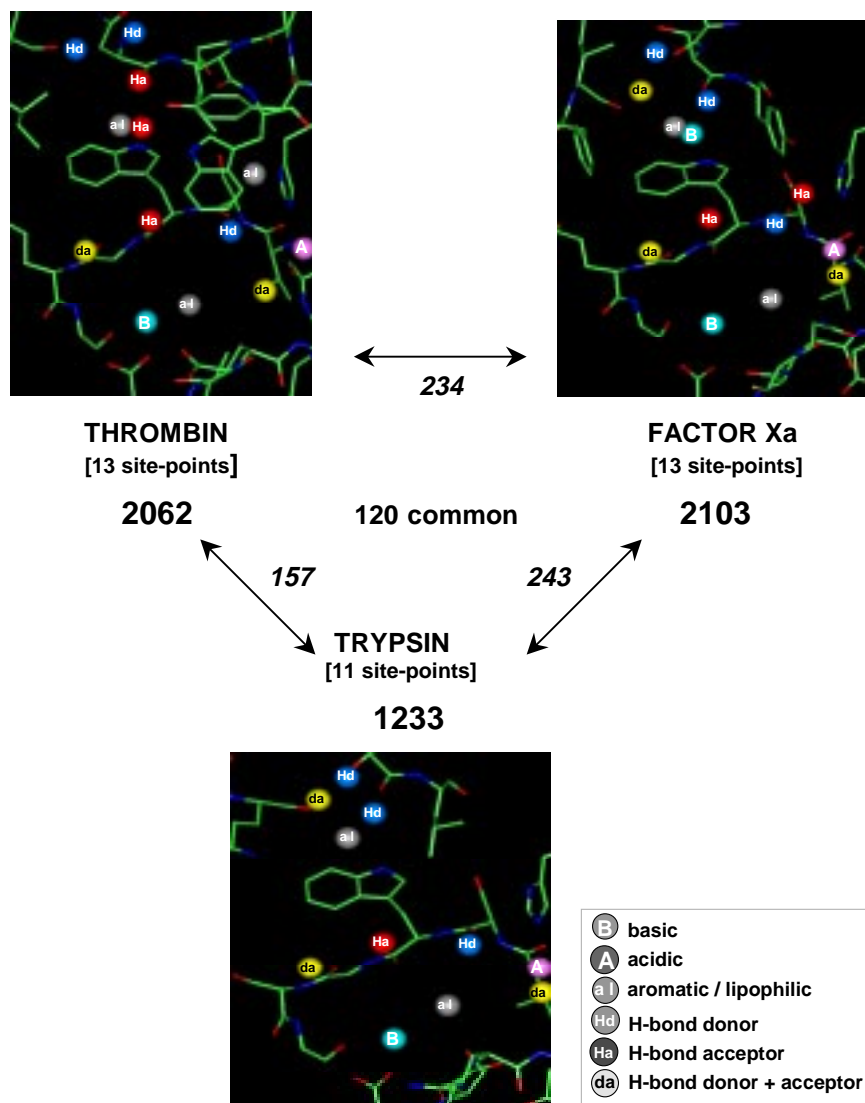 Hd
Hd
Ha
a l
Ha
a l
Ha
Hd
A
da
da
a l
B
Hd
da
Hd
a l
B
Ha
Ha
Hd
A
da
da
a l
B
234
THROMBIN
[13 site-points]
2062
FACTOR Xa
[13 site-points]
2103
120 common
157
243
TRYPSIN
[11 site-points]
1233
Hd
da
Hd
a l
Ha
Hd
da
A
da
a l
B
B basic
A acidic
a l aromatic / lipophilic
Hd H-bond donor
Ha H-bond acceptor
da H-bond donor + acceptor